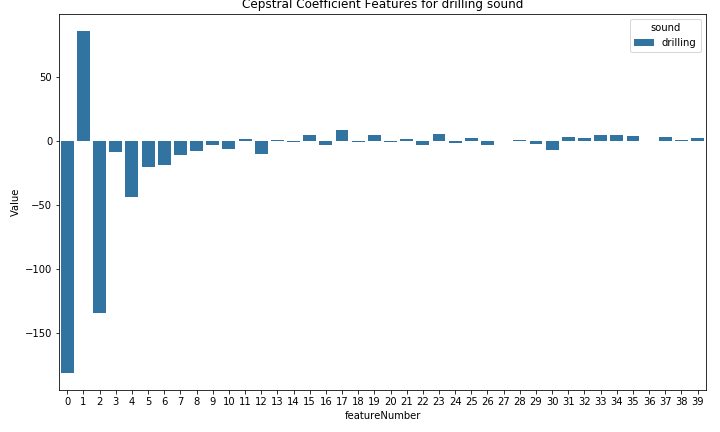 Cepstral Coefficient Features for drilling sound
sound
drilling
50
0
−50
−100
−150
Value
0 1 2 3 4 5 6 7 8 9 10 11 12 13 14 15 16 17 18 19 20 21 22 23 24 25 26 27 28 29 30 31 32 33 34 35 36 37 38 39
featureNumber